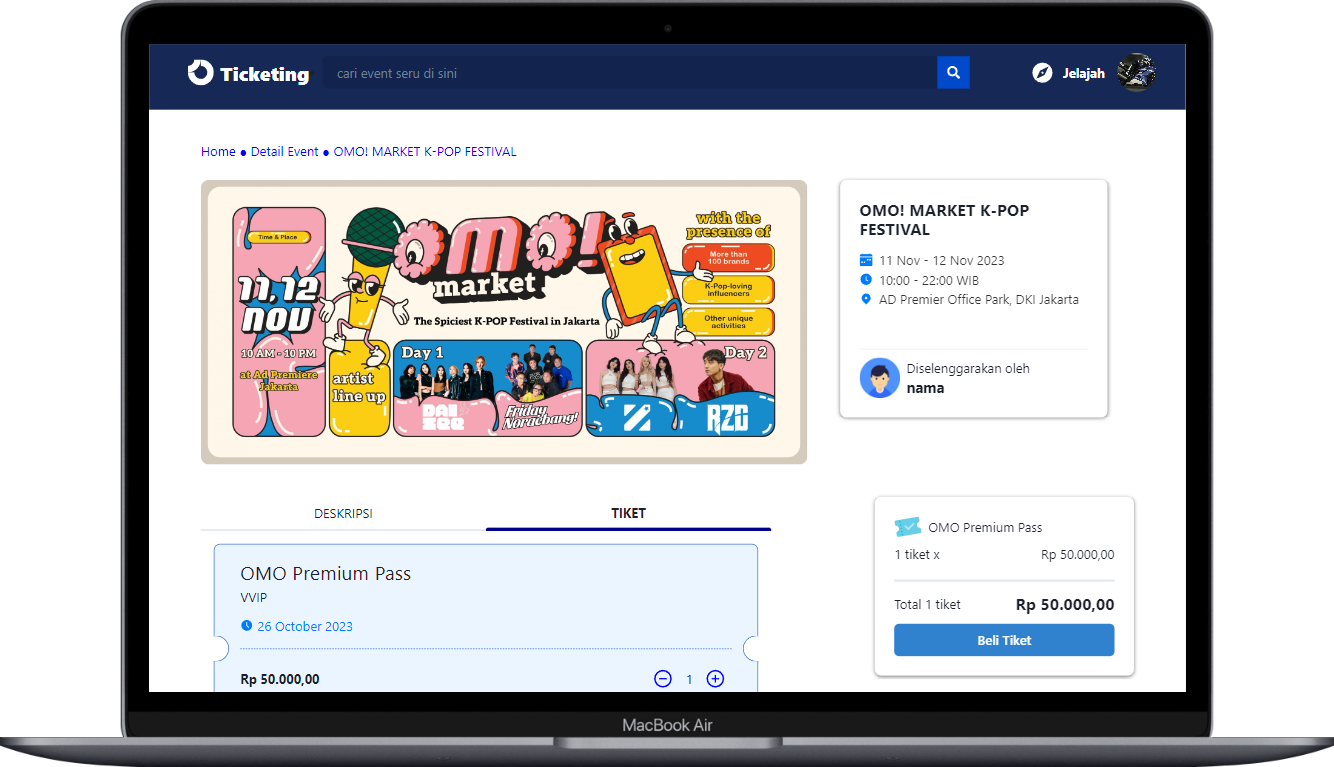 Ticketing
cari event seru di sini
Jelajah
Home ● Detail Event ● OMO! MARKET K-POP FESTIVAL
Time & Place
11, 12
NOV
10 AM - 10 PM
at Ad Premiere
Jakarta
OMO!
market
The Spiciest K-POP Festival in Jakarta
with the
presence of
More than
100 brands
K-Pop-loving
influencers
Other unique
activities
artist
line up
Day 1
DAI
ZEE
Friday
Noraebang!
Day 2
RZD
OMO! MARKET K-POP
FESTIVAL
11 Nov - 12 Nov 2023
10:00 - 22:00 WIB
AD Premier Office Park, DKI Jakarta
Diselenggarakan oleh
nama
DESKRIPSI
TIKET
OMO Premium Pass
VVIP
26 October 2023
Rp 50.000,00
1
OMO Premium Pass
1 tiket x
Rp 50.000,00
Total 1 tiket
Rp 50.000,00
Beli Tiket
MacBook Air